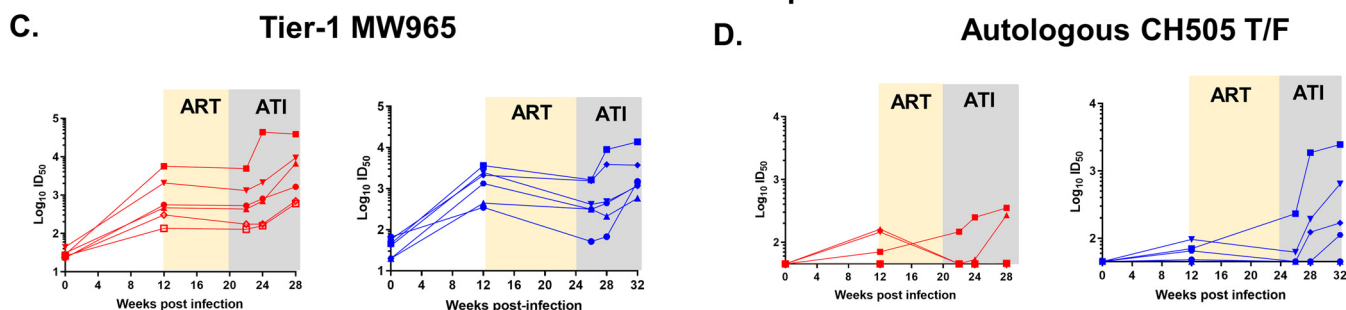 C.
Tier-1 MW965
D.
Autologous CH505 T/F
ART
ATI
5
4
3
2
1
Log10 ID50
0 4 8 12 16 20 24 28
Weeks post infection
ART
ATI
5
4
3
2
1
Log10 ID50
0 4 8 12 16 20 24 28 32
Weeks post-infection
ART
ATI
4
3
2
Log10 ID50
0 4 8 12 16 20 24 28
Weeks post infection
ART
ATI
4
3
2
Log10 ID50
0 4 8 12 16 20 24 28 32
Weeks post infection